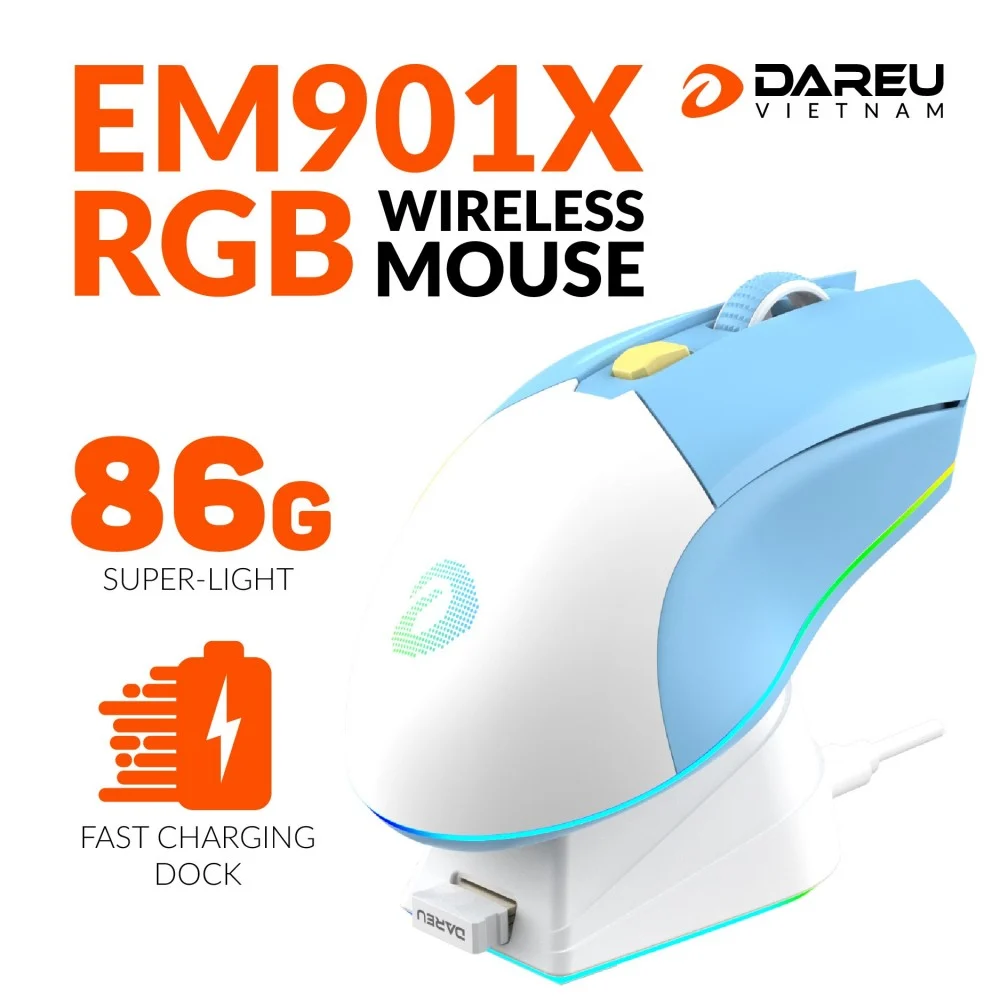 EM901X
RGB WIRELESS
MOUSE
DAREU
VIETNAM
86G
SUPER-LIGHT
FAST CHARGING
DOCK
DAREU